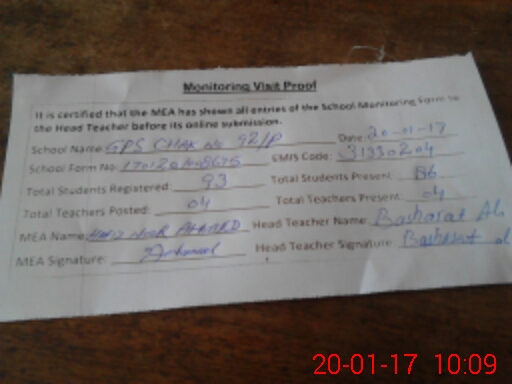 Monitoring Visit Proof
It is certified that the MEA has shown all entries of the School Monitoring Form to
the Head Teacher before its online submission.
School Name: GPS CHAK No 92/P Date: 20-01-17
School Form No: EMIS Code: 31330204
Total Students Registered: 93 Total Students Present: 86
Total Teachers Posted: 04 Total Teachers Present: 04
MEA Name: NOOR AHMAD Head Teacher Name: Basharat Ali
MEA Signature: Head Teacher Signature: Basharat
20-01-17 10:09